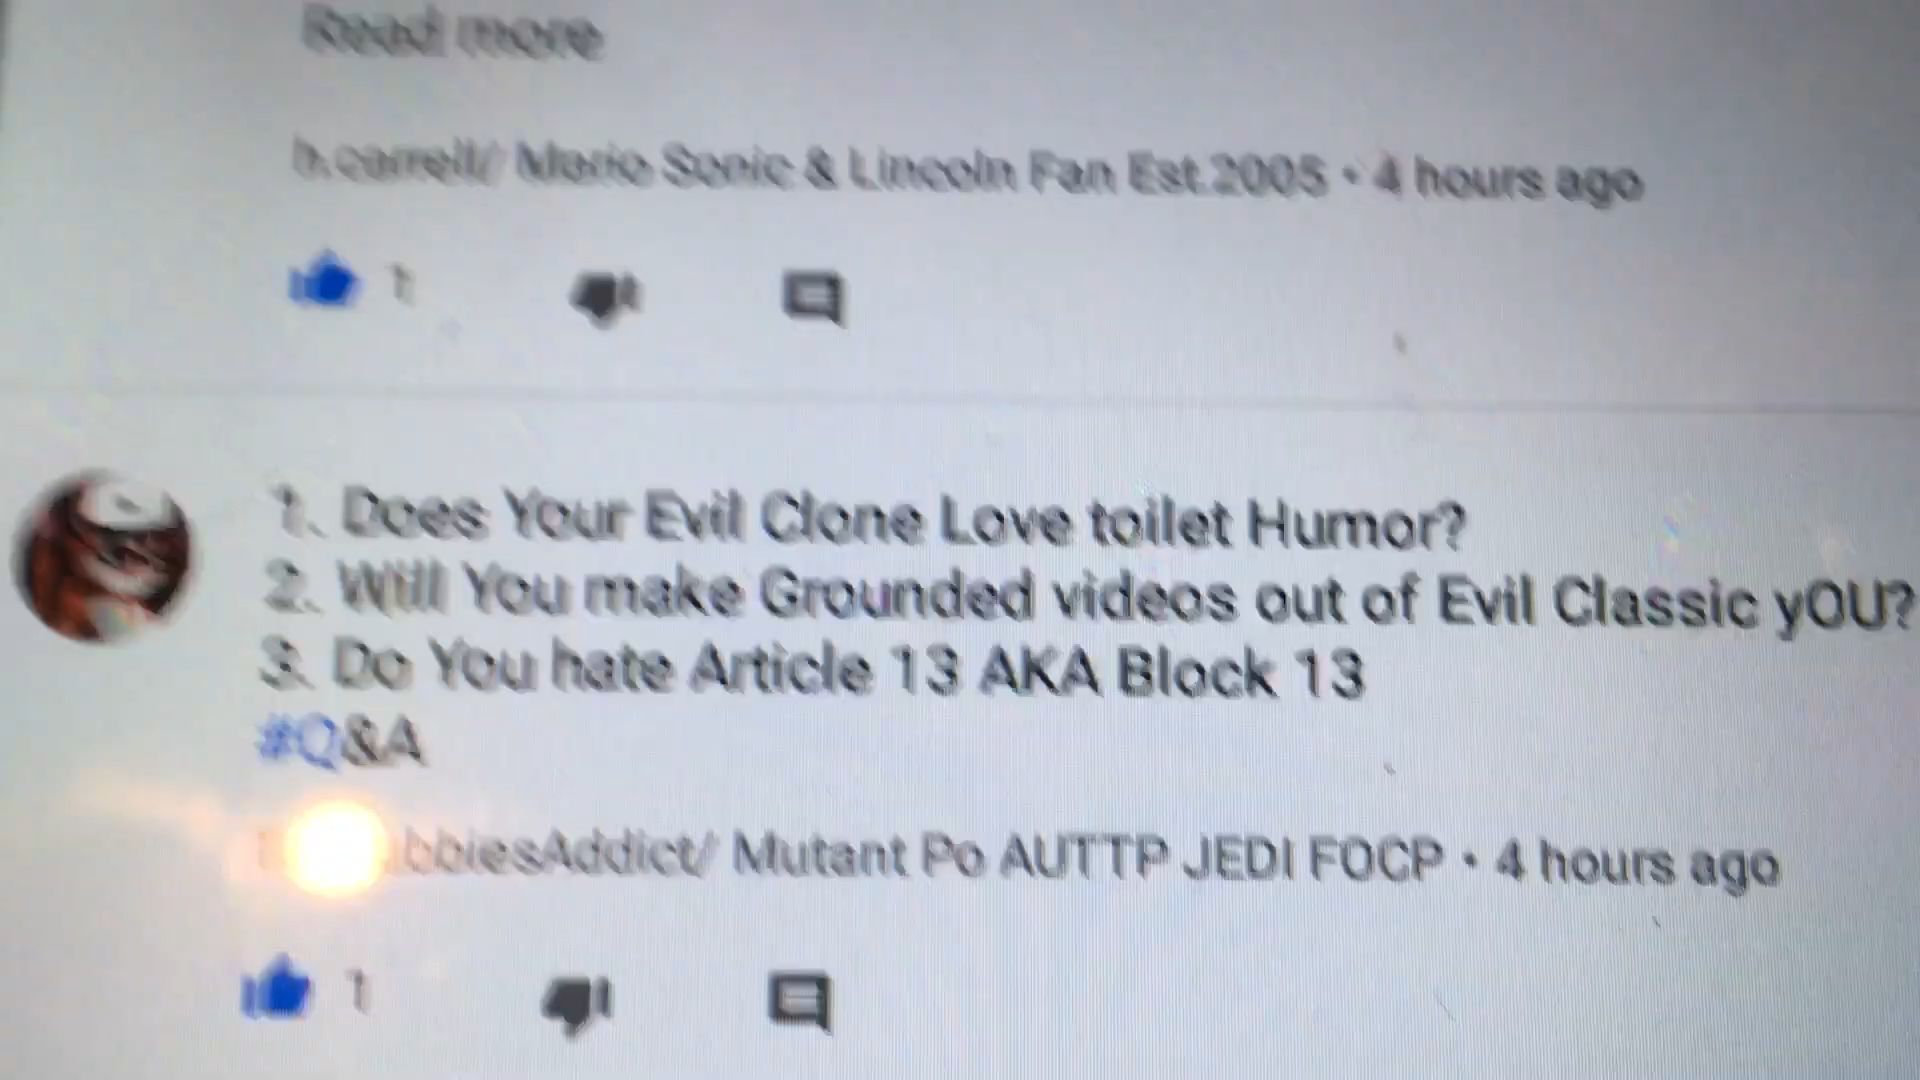 Read more
h.carrell/ Mario Sonic & Lincoln Fan Est.2005 • 4 hours ago
1
1. Does Your Evil Clone Love toilet Humor?
2. Will You make Grounded videos out of Evil Classic yOU?
3. Do You hate Article 13 AKA Block 13
#Q&A
bbiesAddict/ Mutant Po AUTTP JEDI FOCP • 4 hours ago
1